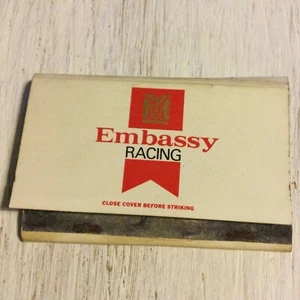 Embassy
RACING
CLOSE COVER BEFORE STRIKING